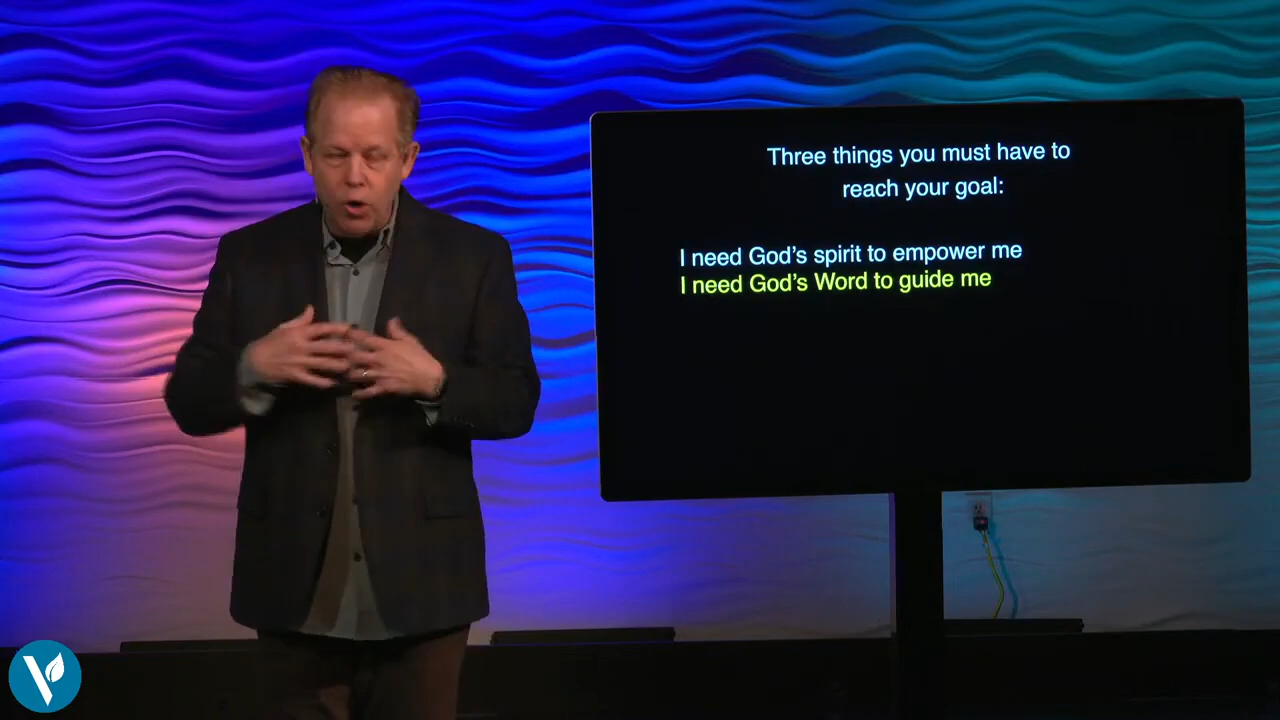 Three things you must have to
reach your goal:
I need God's spirit to empower me
I need God's Word to guide me